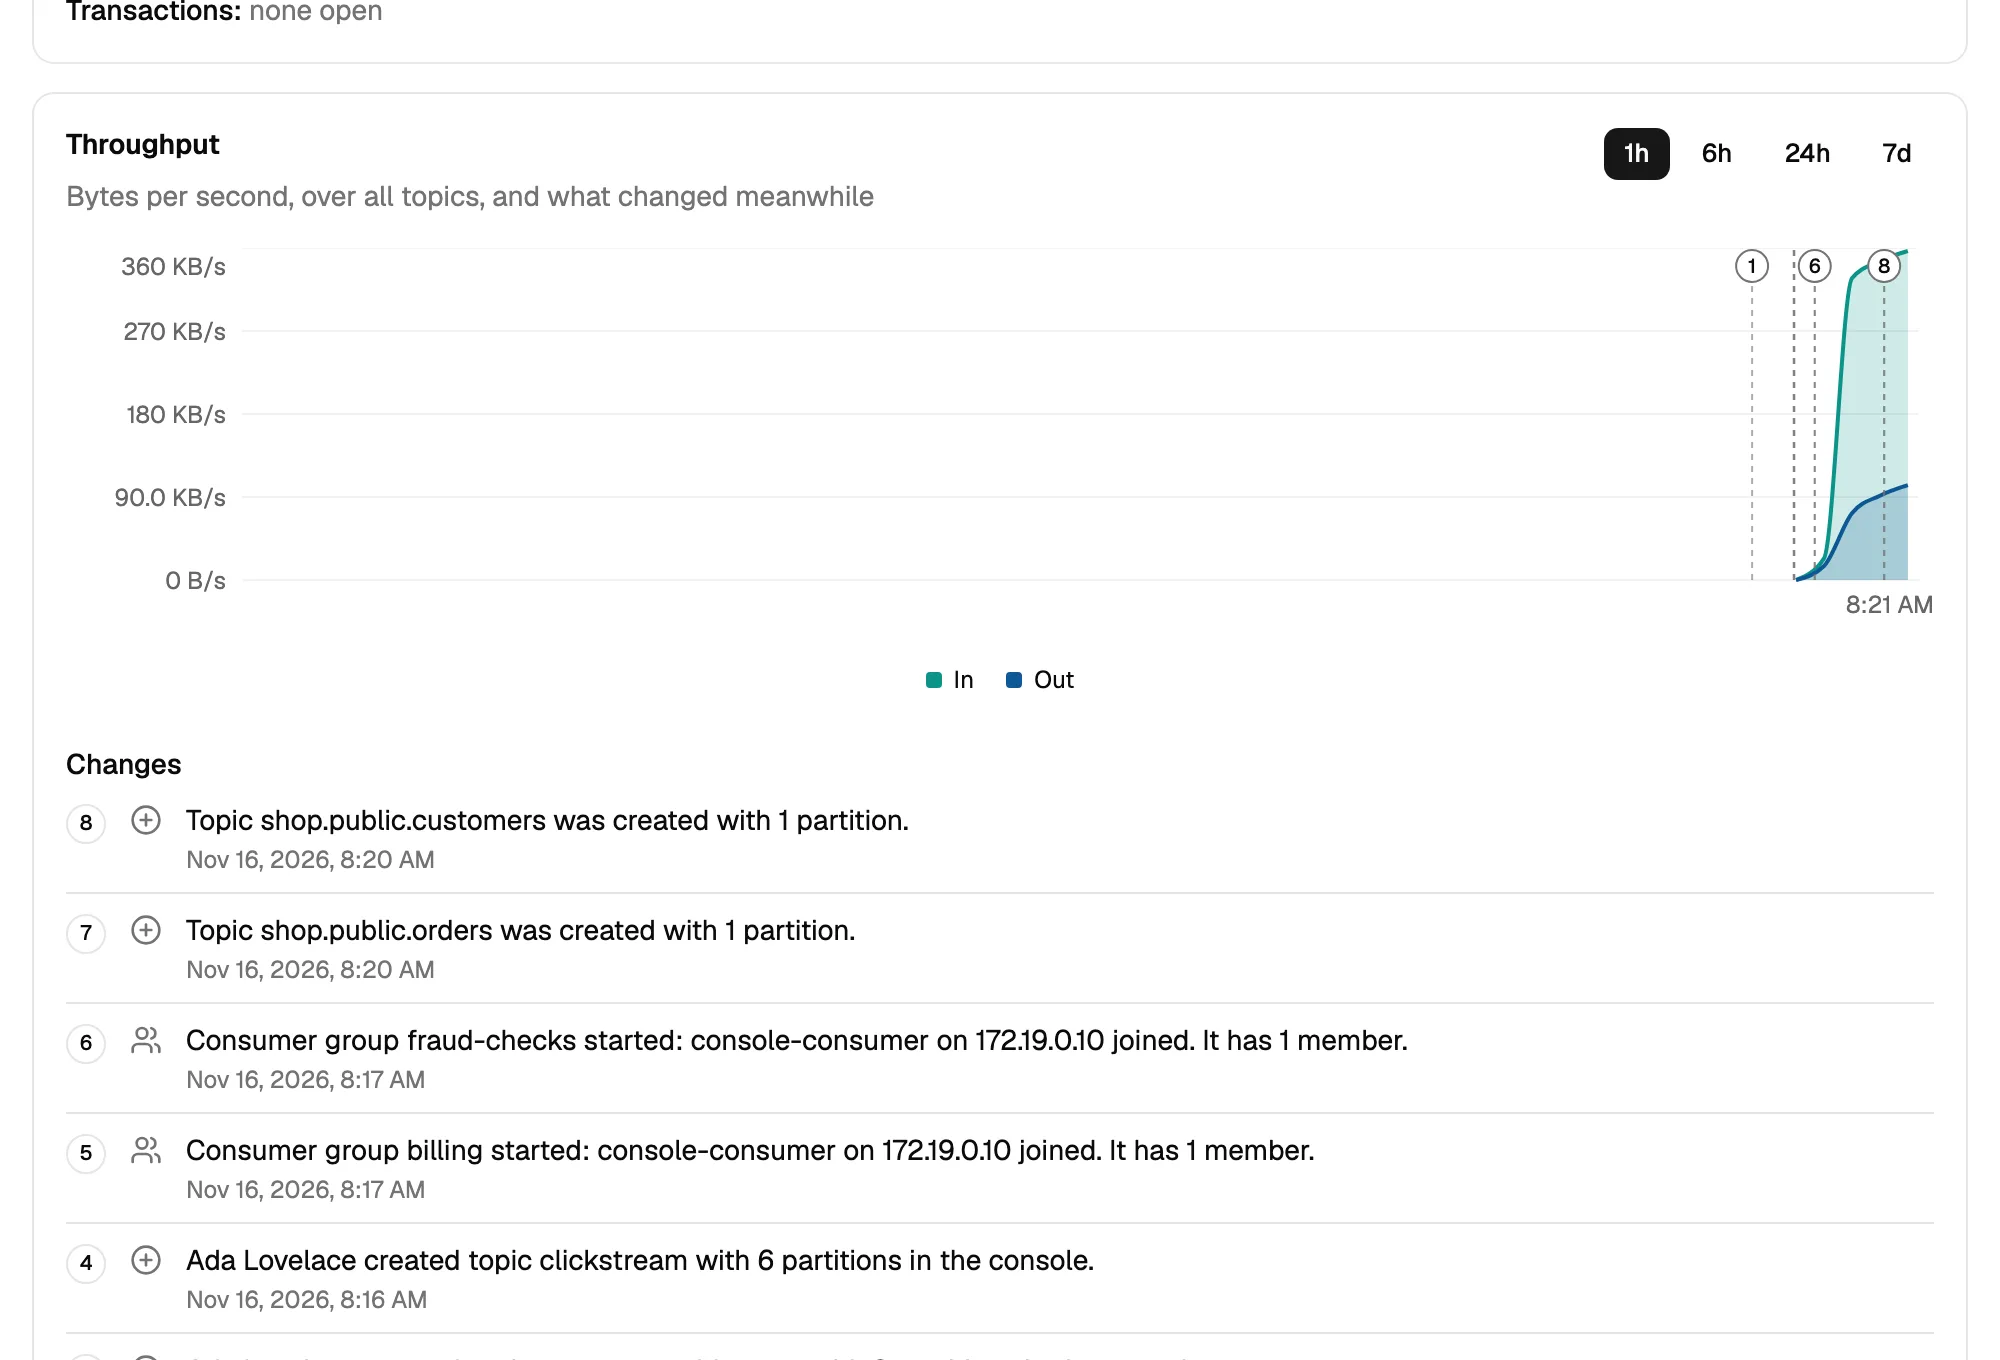 Transactions: none open
Throughput
1h 6h 24h 7d
Bytes per second, over all topics, and what changed meanwhile
360 KB/s
270 KB/s
180 KB/s
90.0 KB/s
0 B/s
1 6 8
8:21 AM
In Out
Changes
8 Topic shop.public.customers was created with 1 partition.
Nov 16, 2026, 8:20 AM
7 Topic shop.public.orders was created with 1 partition.
Nov 16, 2026, 8:20 AM
6 Consumer group fraud-checks started: console-consumer on 172.19.0.10 joined. It has 1 member.
Nov 16, 2026, 8:17 AM
5 Consumer group billing started: console-consumer on 172.19.0.10 joined. It has 1 member.
Nov 16, 2026, 8:17 AM
4 Ada Lovelace created topic clickstream with 6 partitions in the console.
Nov 16, 2026, 8:16 AM